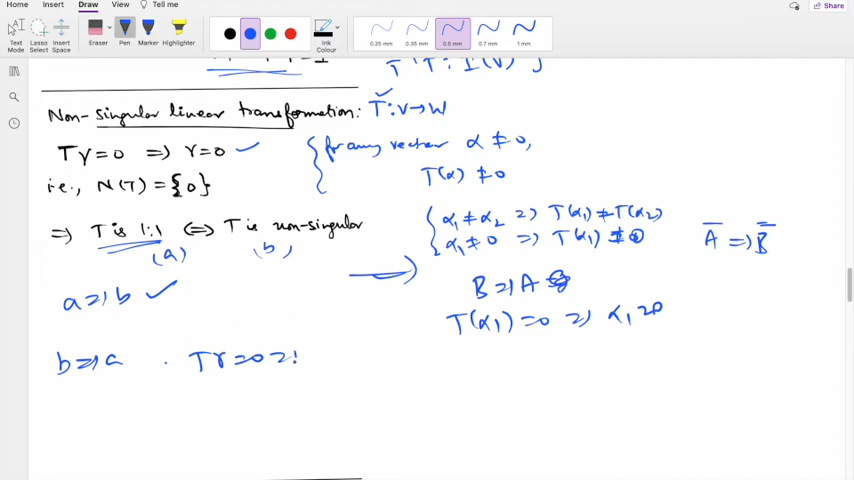 Home Insert Draw View Tell me Share
Text Mode
Lasso Select
Insert Space
Eraser Pen Marker Highlighter
Ink Colour
0.25 mm 0.35 mm 0.5 mm 0.7 mm 1 mm
Non-singular linear transformation: T: V → W
Tγ=0 => γ=0
i.e., N(T) = {0}
for any vector α ≠ 0,
T(α) ≠ 0
=> T is 1:1 <=> T is non-singular
(a) (b)
α₁ ≠ α₂ => T(α₁) ≠ T(α₂)
α₁ ≠ 0 => T(α₁) ≠ 0
A̅ => B̅
B => A
T(α₁) = 0 => α₁ = 0
a => b ✓
b => a . Tγ = 0 =